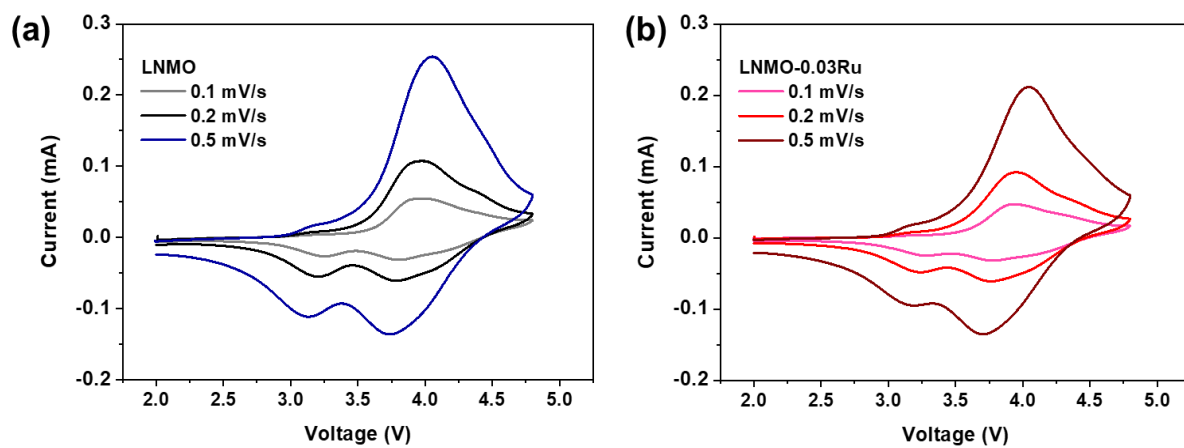 (a)
0.3
0.2
0.1
0.0
-0.1
-0.2
Current (mA)
LNMO
0.1 mV/s
0.2 mV/s
0.5 mV/s
2.0 2.5 3.0 3.5 4.0 4.5 5.0
Voltage (V)
(b)
0.3
0.2
0.1
0.0
-0.1
-0.2
Current (mA)
LNMO-0.03Ru
0.1 mV/s
0.2 mV/s
0.5 mV/s
2.0 2.5 3.0 3.5 4.0 4.5 5.0
Voltage (V)